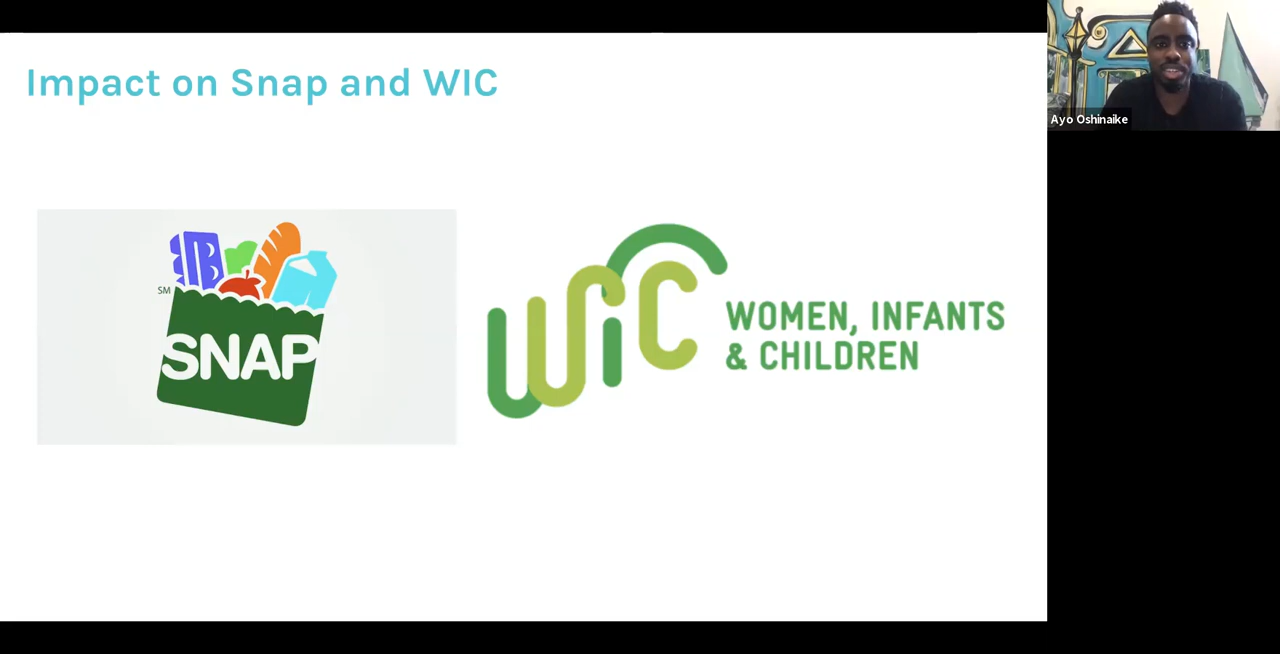 Impact on Snap and WIC
Ayo Oshinaike
SM
SNAP
WiC
WOMEN, INFANTS
& CHILDREN